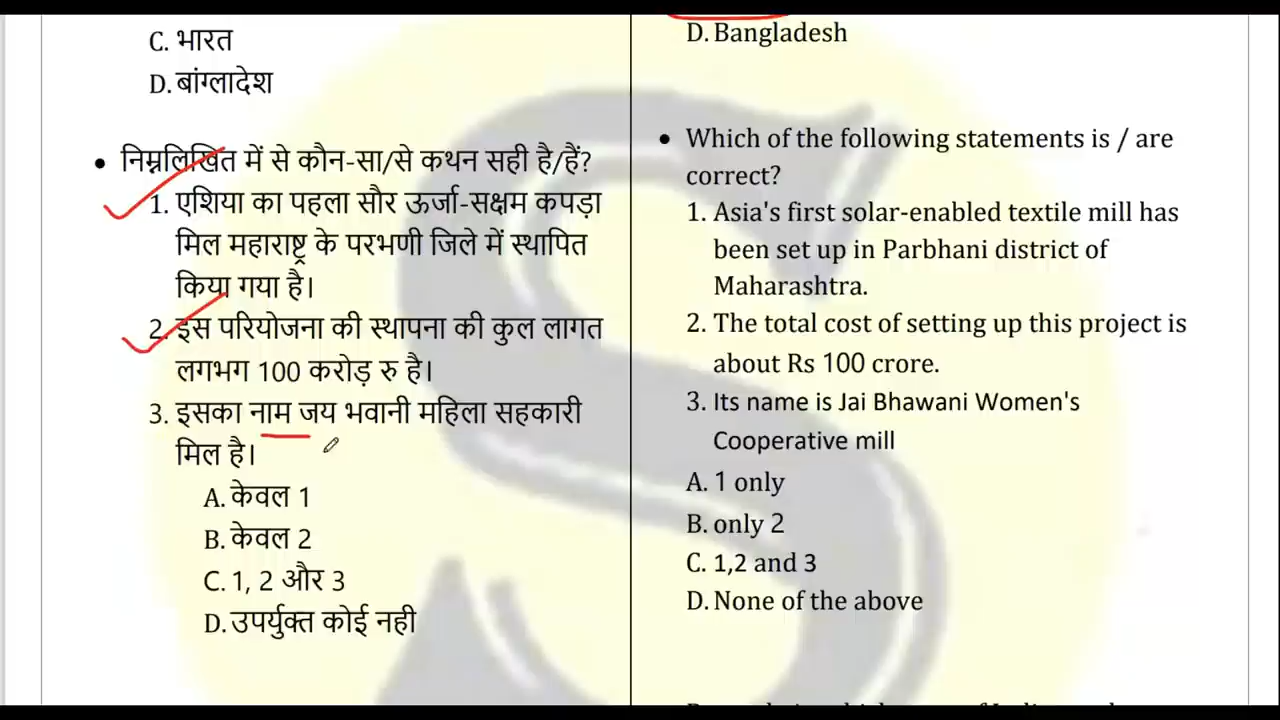 C. भारत
D. बांग्लादेश
• निम्नलिखित में से कौन-सा/से कथन सही है/हैं?
1. एशिया का पहला सौर ऊर्जा-सक्षम कपड़ा
मिल महाराष्ट्र के परभणी जिले में स्थापित
किया गया है।
2. इस परियोजना की स्थापना की कुल लागत
लगभग 100 करोड़ रु है।
3. इसका नाम जय भवानी महिला सहकारी
मिल है।
A. केवल 1
B. केवल 2
C. 1, 2 और 3
D. उपर्युक्त कोई नही
D. Bangladesh
• Which of the following statements is / are
correct?
1. Asia's first solar-enabled textile mill has
been set up in Parbhani district of
Maharashtra.
2. The total cost of setting up this project is
about Rs 100 crore.
3. Its name is Jai Bhawani Women's
Cooperative mill
A. 1 only
B. only 2
C. 1,2 and 3
D. None of the above